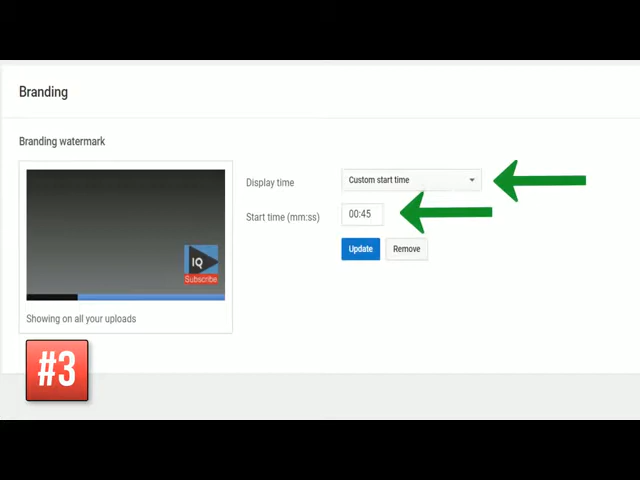 Branding
Branding watermark
Display time
Custom start time
Start time (mm:ss)
00:45
Update
Remove
IQ
Subscribe
Showing on all your uploads
#3